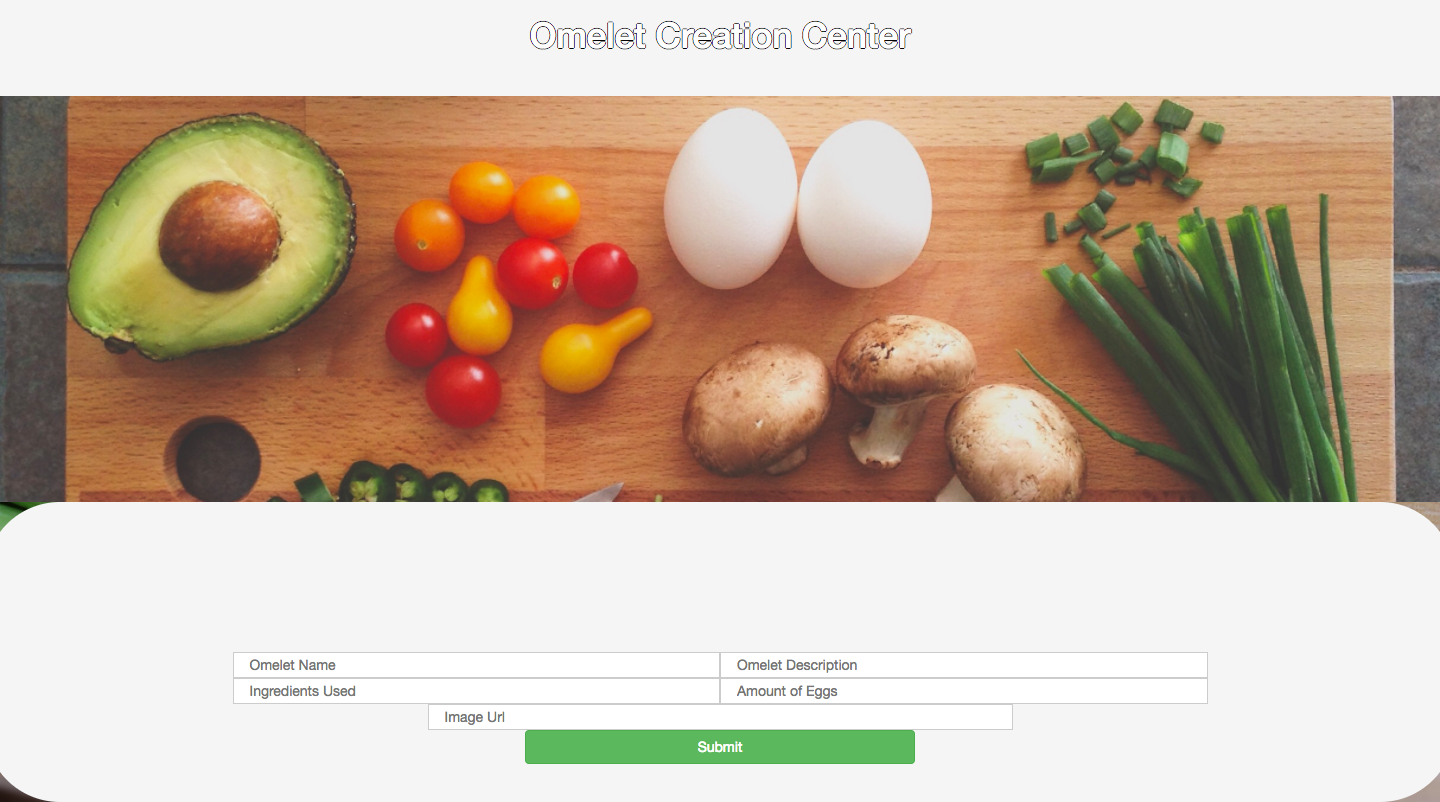 Omelet Creation Center
Omelet Name
Omelet Description
Ingredients Used
Amount of Eggs
Image Url
Submit